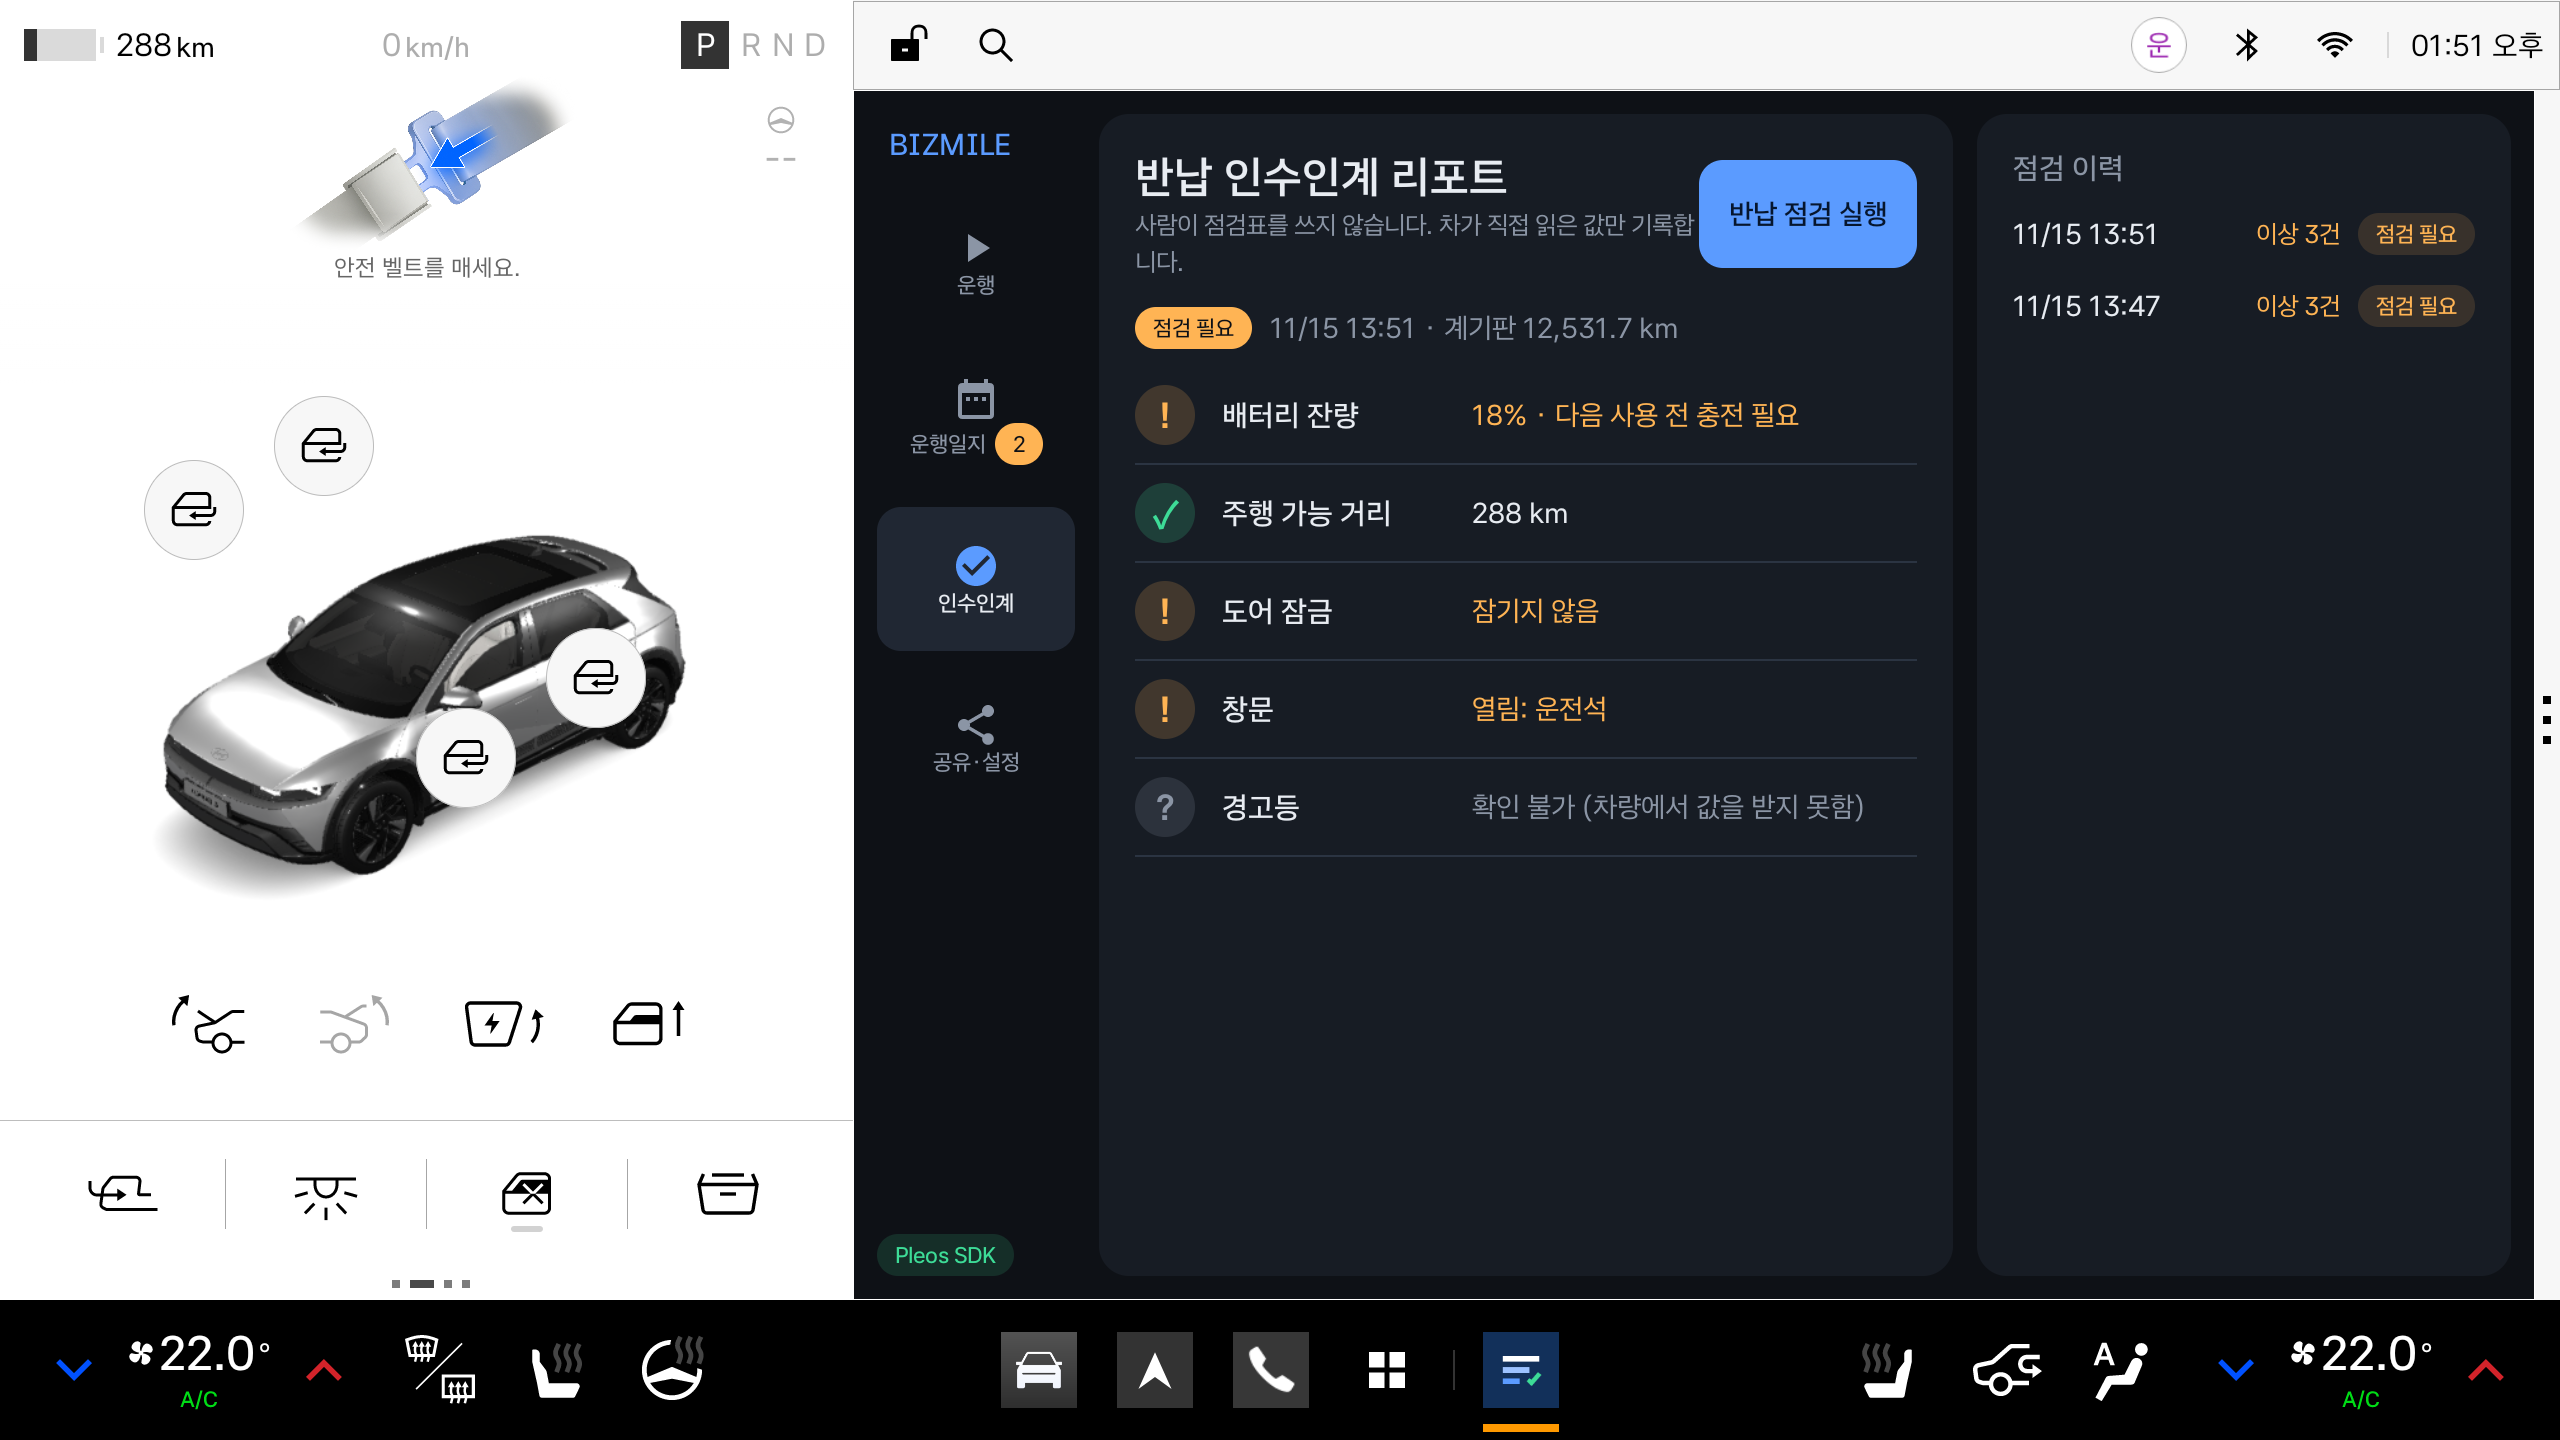 288 km
0 km/h
P R N D
안전 벨트를 매세요.
운
01:51 오후
BIZMILE
운행
운행일지 2
인수인계
공유·설정
Pleos SDK
반납 인수인계 리포트
사람이 점검표를 쓰지 않습니다. 차가 직접 읽은 값만 기록합
니다.
반납 점검 실행
점검 필요 11/15 13:51 · 계기판 12,531.7 km
! 배터리 잔량 18% · 다음 사용 전 충전 필요
주행 가능 거리 288 km
! 도어 잠금 잠기지 않음
! 창문 열림: 운전석
? 경고등 확인 불가 (차량에서 값을 받지 못함)
점검 이력
11/15 13:51 이상 3건 점검 필요
11/15 13:47 이상 3건 점검 필요
22.0°
A/C
A
22.0°
A/C